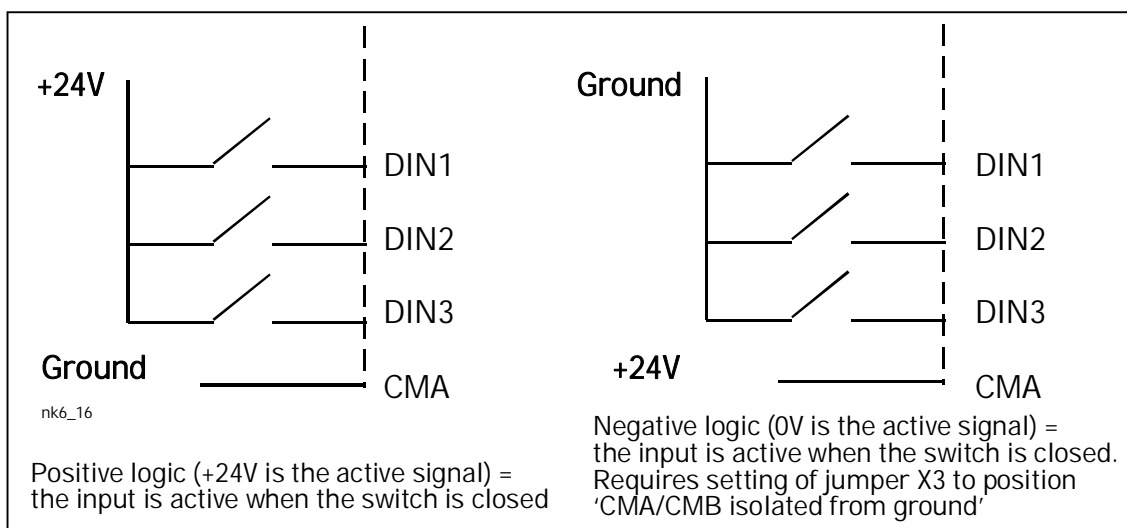 +24V
DIN1
DIN2
DIN3
Ground
CMA
nk6_16
Positive logic (+24V is the active signal) =
the input is active when the switch is closed
Ground
DIN1
DIN2
DIN3
+24V
CMA
Negative logic (0V is the active signal) =
the input is active when the switch is closed.
Requires setting of jumper X3 to position
‘CMA/CMB isolated from ground’